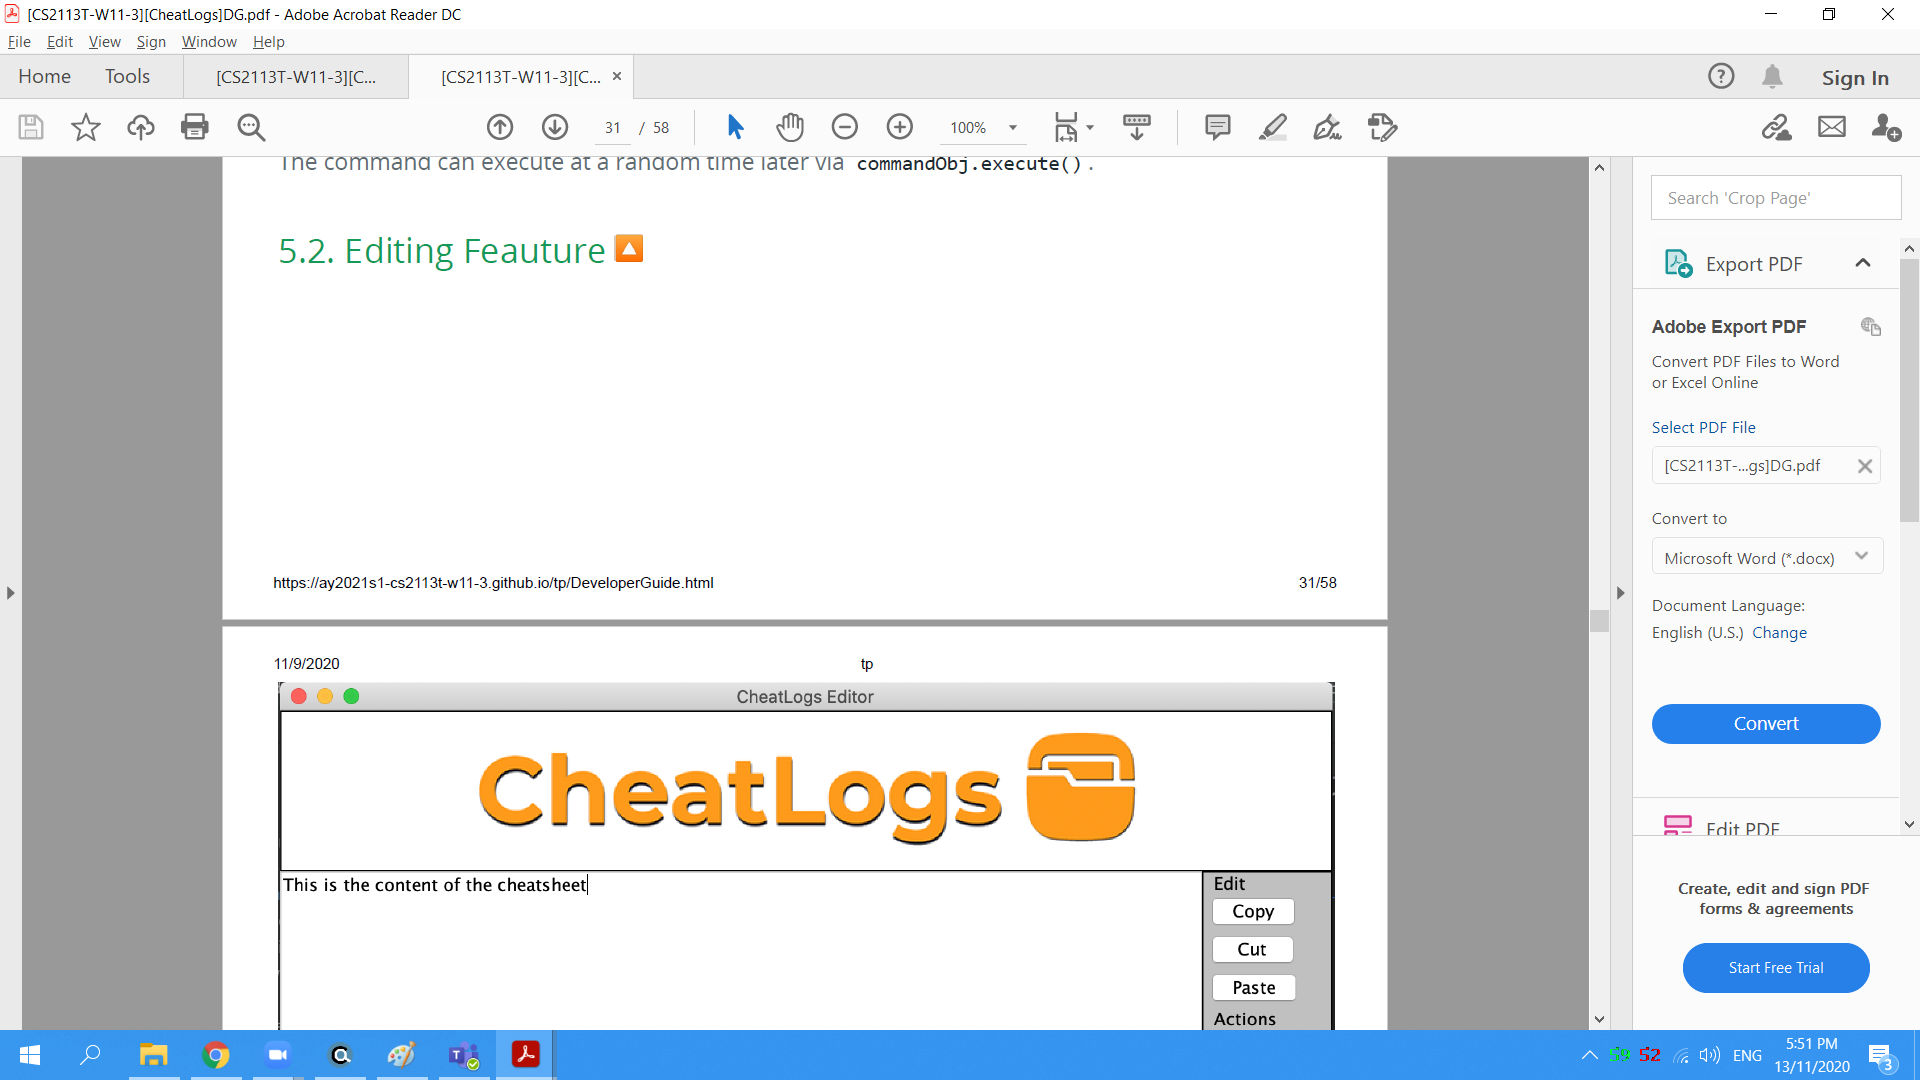 [CS2113T-W11-3][CheatLogs]DG.pdf - Adobe Acrobat Reader DC
File Edit View Sign Window Help
Home Tools [CS2113T-W11-3][C... [CS2113T-W11-3][C... × Sign In
31 / 58 100%
The command can execute at a random time later via commandObj.execute() .
5.2. Editing Feauture
https://ay2021s1-cs2113t-w11-3.github.io/tp/DeveloperGuide.html 31/58
11/9/2020 tp
CheatLogs Editor
CheatLogs
This is the content of the cheatsheet
Edit
Copy
Cut
Paste
Actions
Search 'Crop Page'
Export PDF
Adobe Export PDF
Convert PDF Files to Word
or Excel Online
Select PDF File
[CS2113T-...gs]DG.pdf
Convert to
Microsoft Word (*.docx)
Document Language:
English (U.S.) Change
Convert
Edit PDF
Create, edit and sign PDF
forms & agreements
Start Free Trial
59 52 ENG
5:51 PM
13/11/2020
3